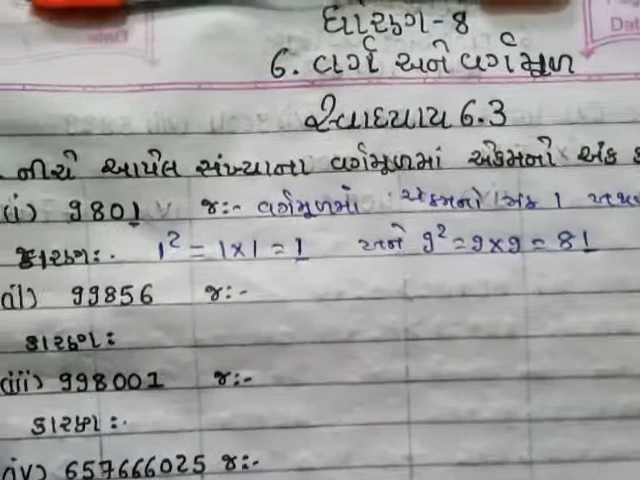 ધોરણ-8
6. વર્ગ અને વર્ગમૂળ
સ્વાધ્યાય 6.3
નીચે આપેલ સંખ્યાના વર્ગમૂળમાં એકમનો અંક
(i) 9801 જ:- વર્ગમૂળમાં એકમનો અંક 1
કારણ:- 1² = 1×1 = 1 અને 9² = 9×9 = 81
(ii) 99856 જ:-
કારણ:
(iii) 998001 જ:-
કારણ:-
(iv) 657666025 જ:-